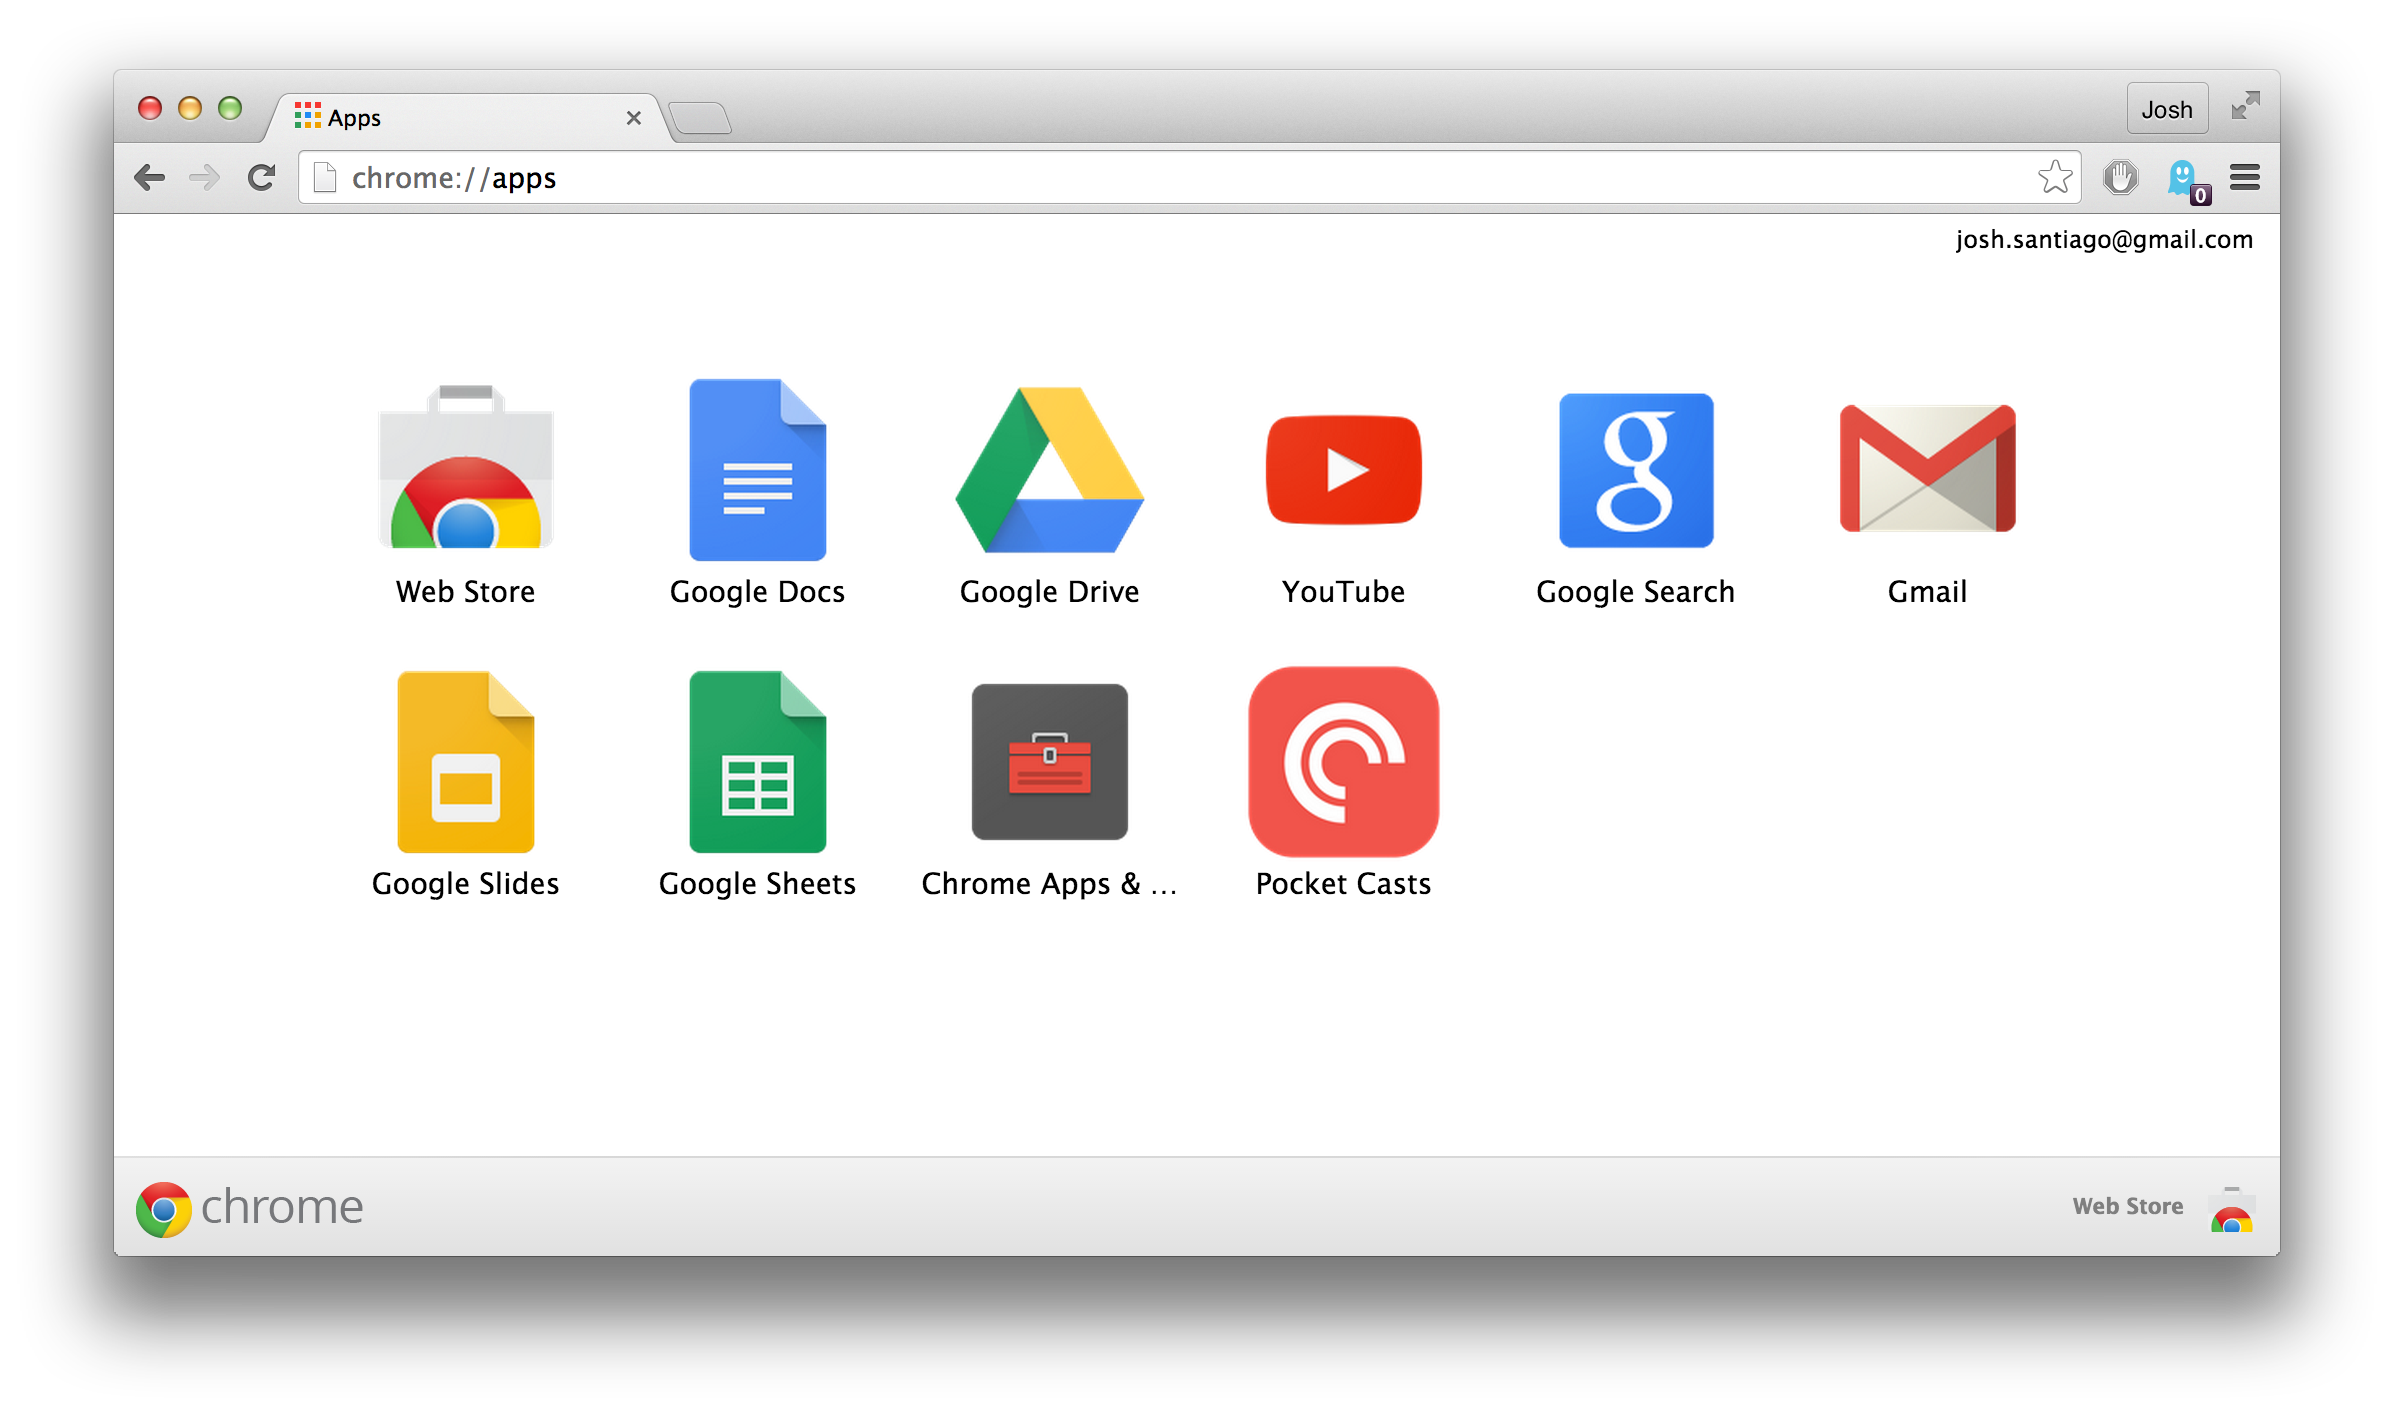 Apps
Josh
chrome://apps
0
josh.santiago@gmail.com
Web Store
Google Docs
Google Drive
YouTube
Google Search
Gmail
Google Slides
Google Sheets
Chrome Apps & ...
Pocket Casts
chrome
Web Store